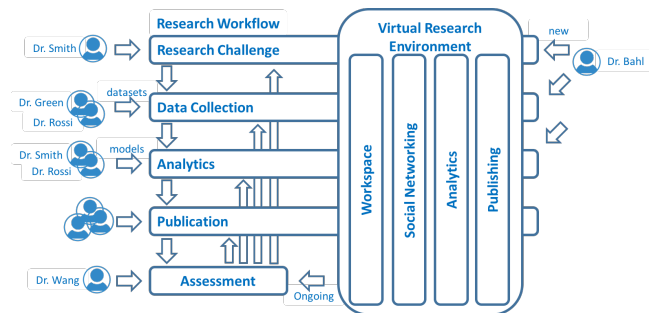 Research Workflow
Virtual Research
Environment
new
Dr. Smith
Research Challenge
Dr. Bahl
datasets
Dr. Green
Data Collection
Dr. Rossi
models
Dr. Smith
Analytics
Dr. Rossi
Publication
Workspace
Social Networking
Analytics
Publishing
Dr. Wang
Assessment
Ongoing